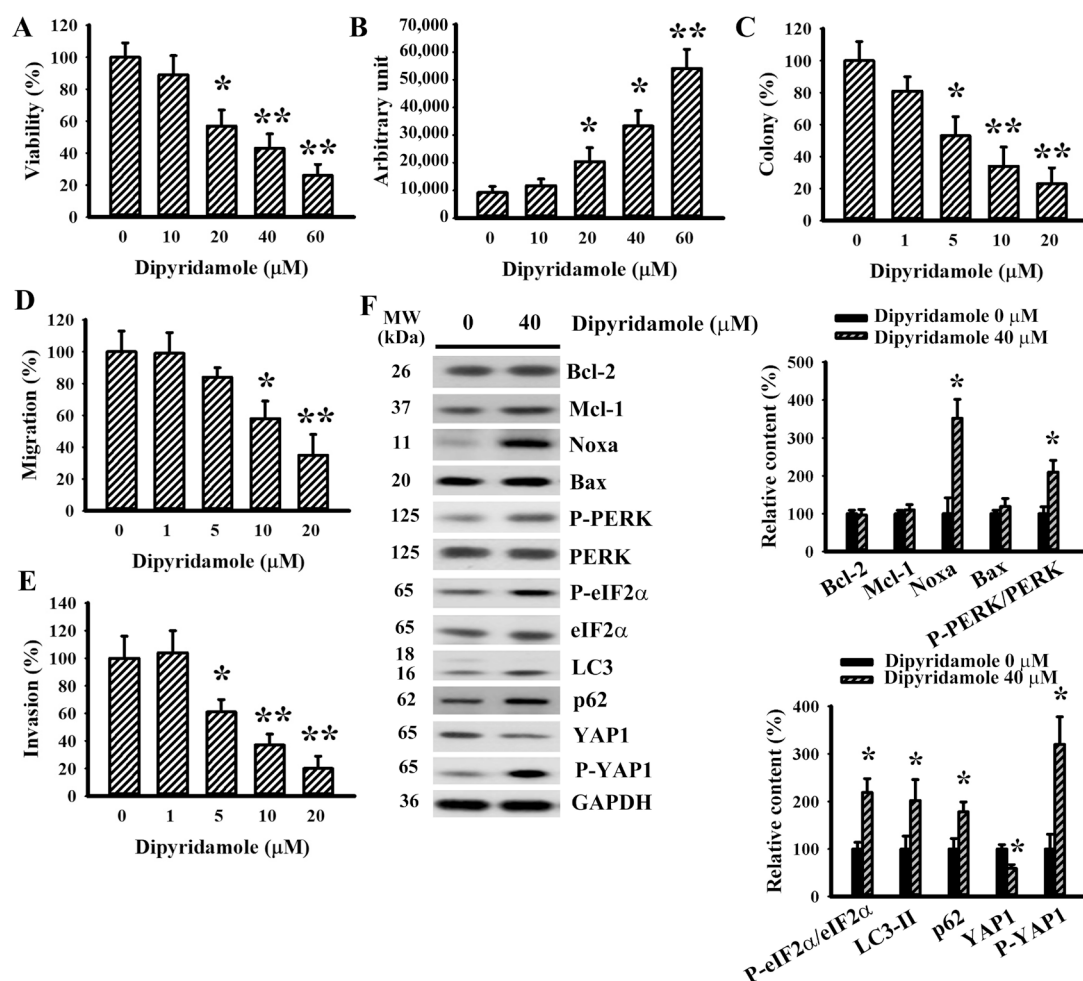 A
120
100
80
60
40
20
0
Viability (%)
*
**
**
0 10 20 40 60
Dipyridamole (μM)
B
70,000
60,000
50,000
40,000
30,000
20,000
10,000
0
Arbitrary unit
*
*
**
0 10 20 40 60
Dipyridamole (μM)
C
120
100
80
60
40
20
0
Colony (%)
*
**
**
0 1 5 10 20
Dipyridamole (μM)
D
120
100
80
60
40
20
0
Migration (%)
*
**
0 1 5 10 20
Dipyridamole (μM)
E
140
120
100
80
60
40
20
0
Invasion (%)
*
**
**
0 1 5 10 20
Dipyridamole (μM)
F
MW
(kDa)
0 40 Dipyridamole (μM)
26 Bcl-2
37 Mcl-1
11 Noxa
20 Bax
125 P-PERK
125 PERK
65 P-eIF2α
65 eIF2α
18
16 LC3
62 p62
65 YAP1
65 P-YAP1
36 GAPDH
Dipyridamole 0 μM
Dipyridamole 40 μM
500
400
300
200
100
0
Relative content (%)
*
*
Bcl-2 Mcl-1 Noxa Bax P-PERK/PERK
Dipyridamole 0 μM
Dipyridamole 40 μM
400
300
200
100
0
Relative content (%)
*
*
*
*
*
P-eIF2α/eIF2α LC3-II p62 YAP1 P-YAP1